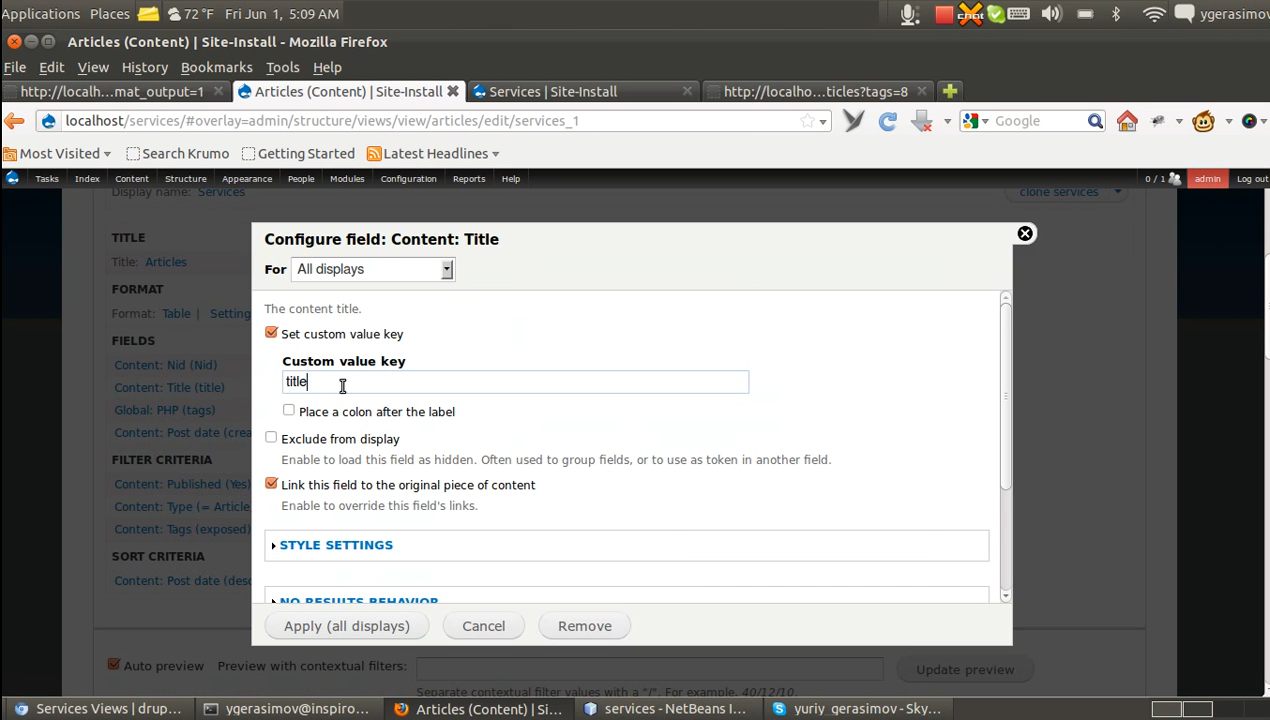 Applications Places 72 °F Fri Jun 1, 5:09 AM chat ygerasimov
Articles (Content) | Site-Install - Mozilla Firefox
File Edit View History Bookmarks Tools Help
http://localh...mat_output=1 Articles (Content) | Site-Install Services | Site-Install http://localho...ticles?tags=8
localhost/services/#overlay=admin/structure/views/view/articles/edit/services_1 Google
Most Visited Search Krumo Getting Started Latest Headlines
Tasks Index Content Structure Appearance People Modules Configuration Reports Help 0 / 1 admin Log out
Display name: Services clone services
TITLE
Title: Articles
FORMAT
Format: Table | Setting
FIELDS
Content: Nid (Nid)
Content: Title (title)
Global: PHP (tags)
Content: Post date (crea
FILTER CRITERIA
Content: Published (Yes)
Content: Type (= Article
Content: Tags (exposed)
SORT CRITERIA
Content: Post date (desc
Configure field: Content: Title
For All displays
The content title.
Set custom value key
Custom value key
title
Place a colon after the label
Exclude from display
Enable to load this field as hidden. Often used to group fields, or to use as token in another field.
Link this field to the original piece of content
Enable to override this field's links.
STYLE SETTINGS
NO RESULTS BEHAVIOR
Apply (all displays) Cancel Remove
Auto preview Preview with contextual filters: Update preview
Separate contextual filter values with a "/". For example, 40/12/10.
Services Views | drup... ygerasimov@inspiro... Articles (Content) | Si... services - NetBeans I... yuriy_gerasimov - Sky...